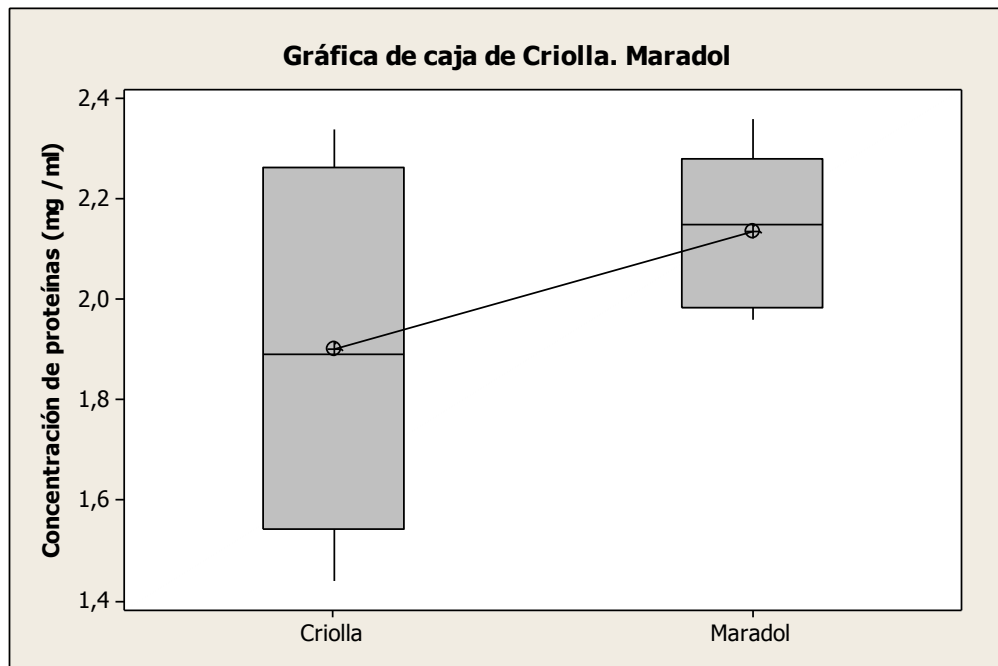 Gráfica de caja de Criolla. Maradol
Concentración de proteínas (mg / ml)
2,4
2,2
2,0
1,8
1,6
1,4
Criolla
Maradol